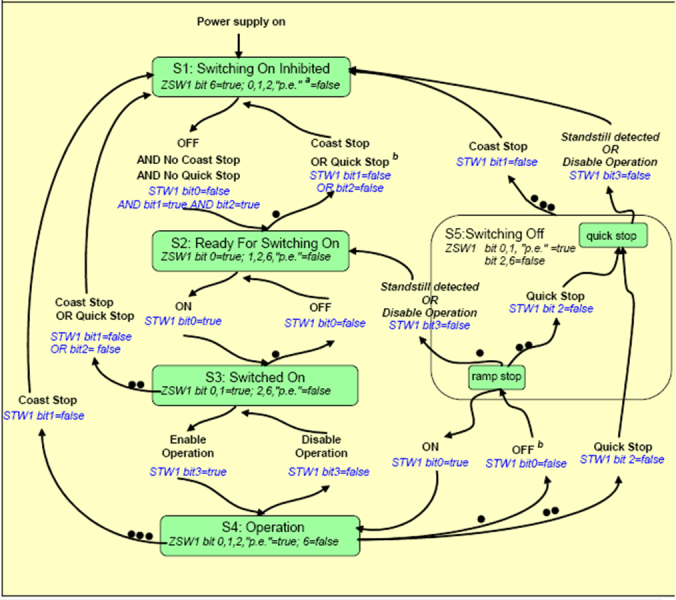 Power supply on
S1: Switching On Inhibited
ZSW1 bit 6=true; 0,1,2,"p.e." a=false
OFF
AND No Coast Stop
AND No Quick Stop
STW1 bit0=false
AND bit1=true AND bit2=true
Coast Stop
OR Quick Stop b
STW1 bit1=false
OR bit2=false
Coast Stop
STW1 bit1=false
Standstill detected
OR
Disable Operation
STW1 bit3=false
S2: Ready For Switching On
ZSW1 bit 0=true; 1,2,6,"p.e."=false
S5:Switching Off
ZSW1 bit 0,1, "p.e." =true
bit 2,6=false
quick stop
Coast Stop
OR Quick Stop
STW1 bit1=false
OR bit2= false
ON
STW1 bit0=true
OFF
STW1 bit0=false
Standstill detected
OR
Disable Operation
STW1 bit3=false
Quick Stop
STW1 bit 2=false
S3: Switched On
ZSW1 bit 0,1=true; 2,6,"p.e."=false
ramp stop
Coast Stop
STW1 bit1=false
Enable
Operation
STW1 bit3=true
Disable
Operation
STW1 bit3=false
ON
STW1 bit0=true
OFF b
STW1 bit0=false
Quick Stop
STW1 bit 2=false
S4: Operation
ZSW1 bit 0,1,2,"p.e."=true; 6=false